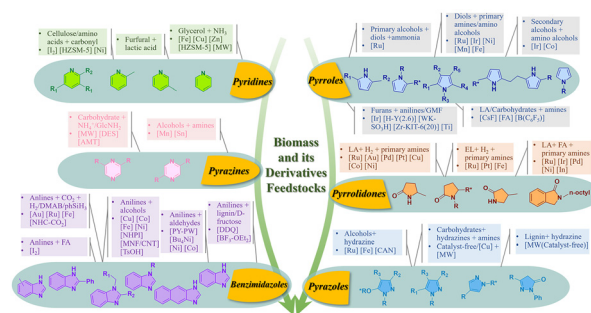 Cellulose/amino
acids + carbonyl
[I₂] [HZSM-5] [Ni]
Furfural +
lactic acid
Glycerol + NH₃
[Fe] [Cu] [Zn]
[HZSM-5] [MW]
R₂
R₁
R₃
N
N
N
N
Pyridines
Primary alcohols +
diols +ammonia
[Ru]
Diols + primary
amines/amino
alcohols
[Ru] [Ir] [Ni]
[Mn] [Fe]
Secondary
alcohols +
amino alcohols
[Ir] [Co]
Pyrroles
Furans + anilines/GMF
[Ir] [H-Y(2.6)] [WK-
SO₃H] [Zr-KIT-6(20)] [Ti]
LA/Carbohydrates + amines
[CsF] [FA] [B(C₆F₅)]
Carbohydrate +
NH₄⁺/GlcNH₂
[MW] [DES]
[AMT]
Alcohols + amines
[Mn] [Sn]
Pyrazines
Biomass
and its
Derivatives
Feedstocks
LA+ H₂ + primary
amines
[Ru] [Au] [Pd] [Pt] [Cu]
[Co] [Ni]
EL+ H₂ +
primary amines
[Ru] [Pt] [Fe]
LA+ FA +
primary amines
[Ru] [Ir] [Pd]
[Ni] [In]
Pyrrolidones
n-octyl
Anlines + CO₂ +
H₂/DMAB/phSiH₃
[Au] [Ru] [Fe]
[NHC-CO₂]
Anlines + FA
[I₂]
Anilines +
alcohols
[Cu] [Co]
[Fe] [Ni]
[NHPI]
[MNF/CNT]
[TsOH]
Anilines +
aldehydes
[PY-PW]
[Bu₄Ni]
[Ni] [Co]
Anilines +
lignin/D-
fructose
[DDQ]
[BF₃-OEt₂]
Benzimidazoles
Alcohols+
hydrazine
[Ru] [Fe] [CAN]
Carbohydrates+
hydrazines + amines
Catalyst-free/[Cu] +
[MW]
Lignin+ hydrazine
[MW(Catalyst-free)]
Pyrazoles